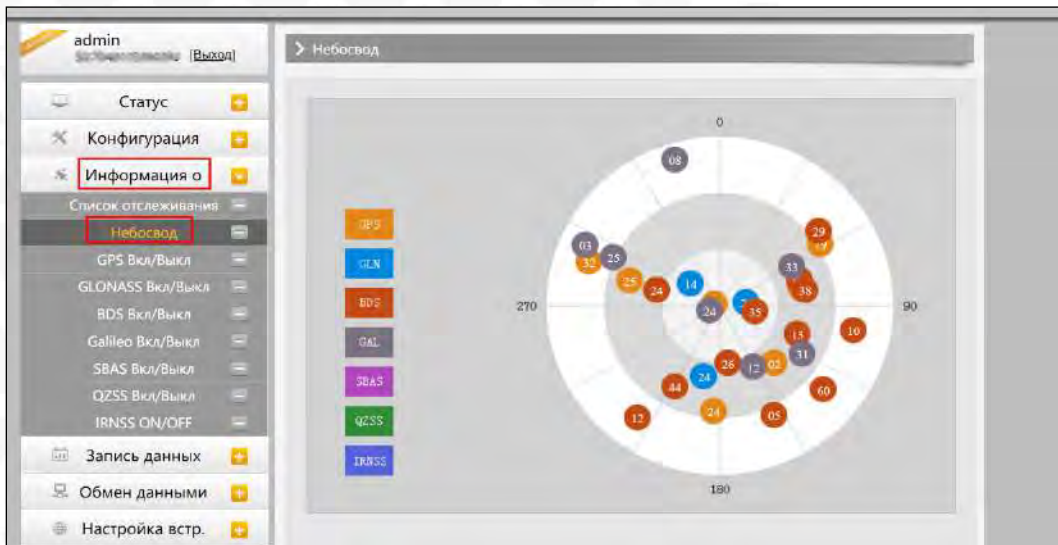 admin
[Выход]
Статус
Конфигурация
Информация о
Список отслеживания
Небосвод
GPS Вкл/Выкл
GLONASS Вкл/Выкл
BDS Вкл/Выкл
Galileo Вкл/Выкл
SBAS Вкл/Выкл
QZSS Вкл/Выкл
IRNSS ON/OFF
Запись данных
Обмен данными
Настройка встр.
Небосвод
GPS
GLN
BDS
GAL
SBAS
QZSS
IRNSS
0
08
29
03
25
32
33
25
24
14
38
270
24
35
90
10
13
31
26
12
02
24
44
60
24
05
12
180